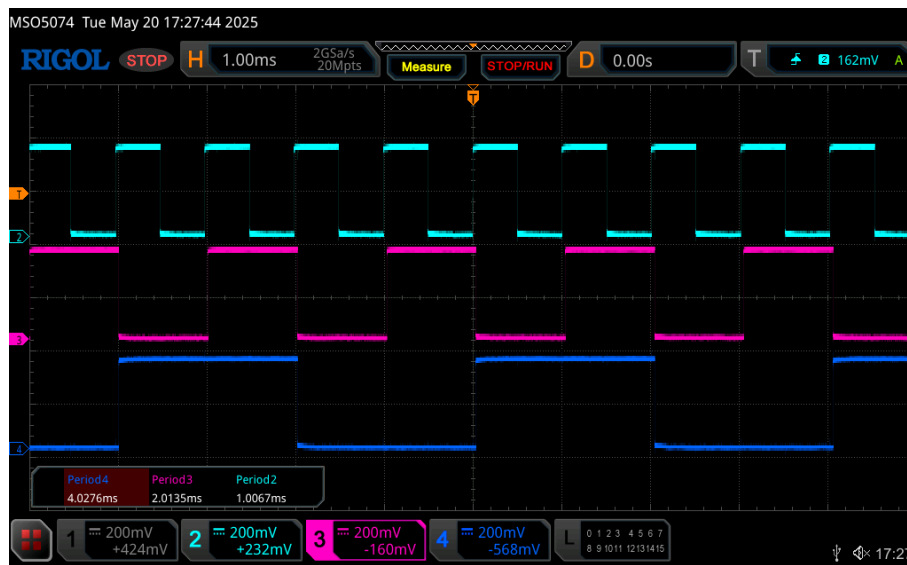 MSO5074 Tue May 20 17:27:44 2025
RIGOL STOP H 1.00ms 2GSa/s 20Mpts Measure STOP/RUN D 0.00s T 2 162mV A
T
T
2
3
4
Period4 Period3 Period2
4.0276ms 2.0135ms 1.0067ms
1 200mV +424mV 2 200mV +232mV 3 200mV -160mV 4 200mV -568mV L 0 1 2 3 4 5 6 7
8 9 10 11 12 13 14 15
17:27